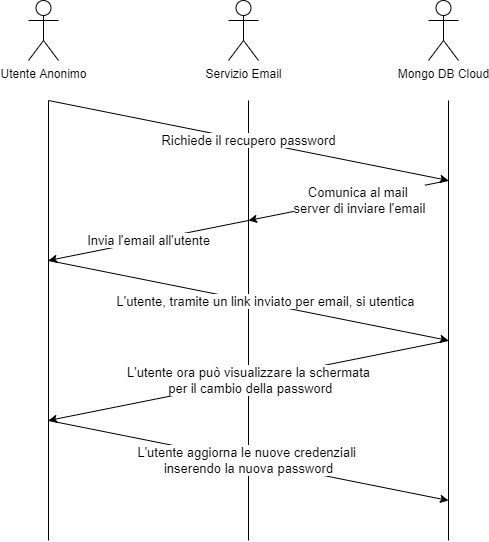 Utente Anonimo
Servizio Email
Mongo DB Cloud
Richiede il recupero password
Comunica al mail
server di inviare l'email
Invia l'email all'utente
L'utente, tramite un link inviato per email, si utentica
L'utente ora può visualizzare la schermata
per il cambio della password
L'utente aggiorna le nuove credenziali
inserendo la nuova password